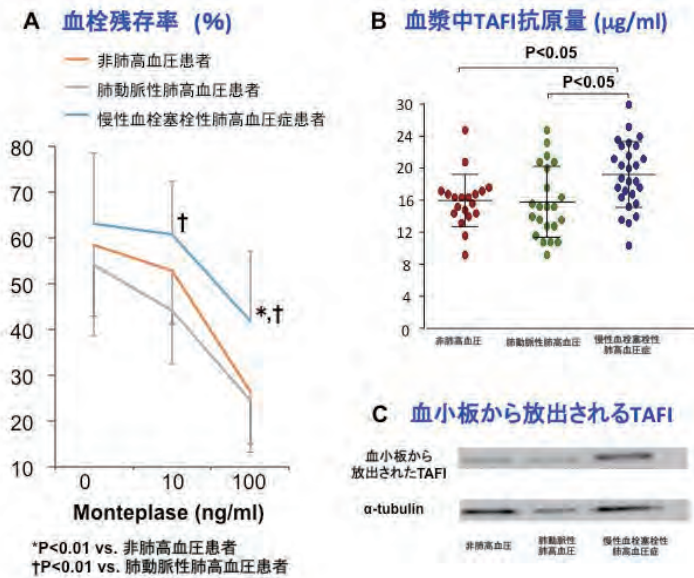 A 血栓残存率 (%)
非肺高血圧患者
肺動脈性肺高血圧患者
慢性血栓塞栓性肺高血圧症患者
80
70
60
50
40
30
20
10
†
*,†
0 10 100
Monteplase (ng/ml)
*P<0.01 vs. 非肺高血圧患者
†P<0.01 vs. 肺動脈性肺高血圧患者
B 血漿中TAFI抗原量 (μg/ml)
P<0.05
P<0.05
30
24
20
16
12
8
4
0
非肺高血圧
肺動脈性肺高血圧
慢性血栓塞栓性
肺高血圧症
C 血小板から放出されるTAFI
血小板から
放出されたTAFI
α-tubulin
非肺高血圧
肺動脈性
肺高血圧
慢性血栓塞栓性
肺高血圧症